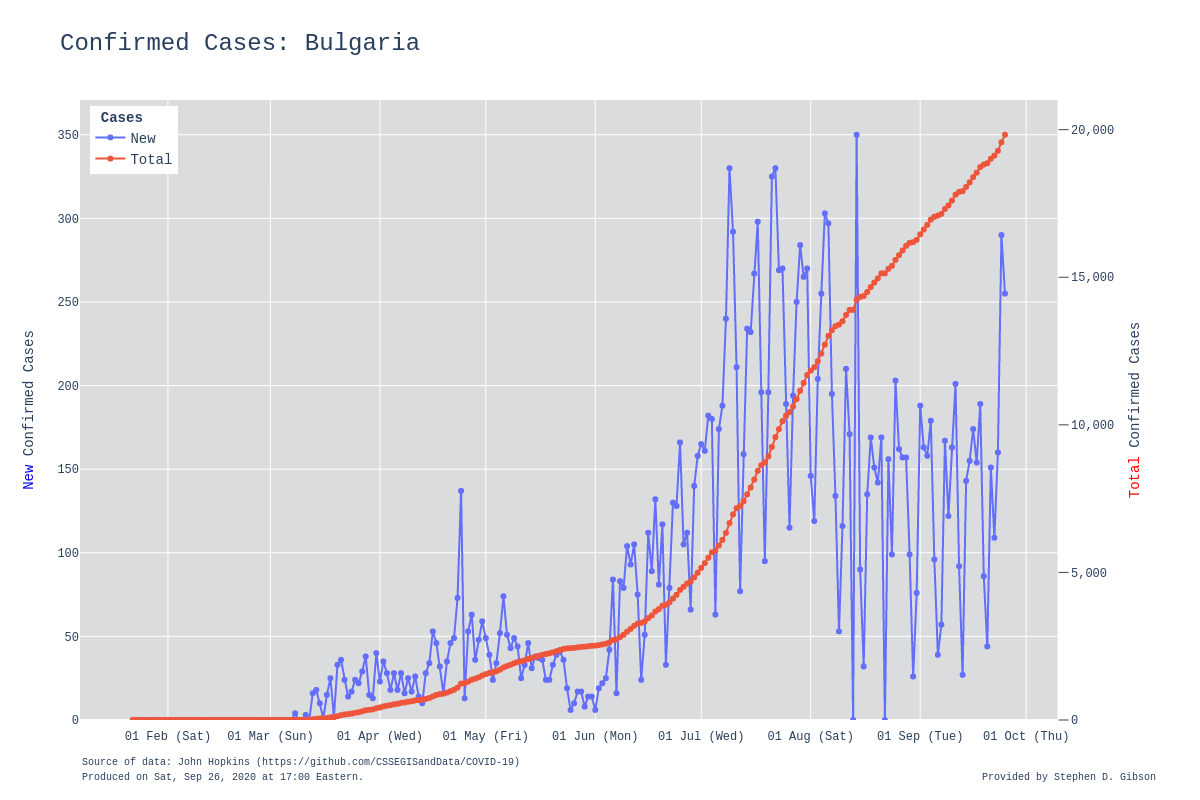 Confirmed Cases: Bulgaria
Cases
New
Total
350
300
250
200
150
100
50
0
20,000
15,000
10,000
5,000
0
New Confirmed Cases
Total Confirmed Cases
01 Feb (Sat) 01 Mar (Sun) 01 Apr (Wed) 01 May (Fri) 01 Jun (Mon) 01 Jul (Wed) 01 Aug (Sat) 01 Sep (Tue) 01 Oct (Thu)
Source of data: John Hopkins (https://github.com/CSSEGISandData/COVID-19)
Produced on Sat, Sep 26, 2020 at 17:00 Eastern.
Provided by Stephen D. Gibson